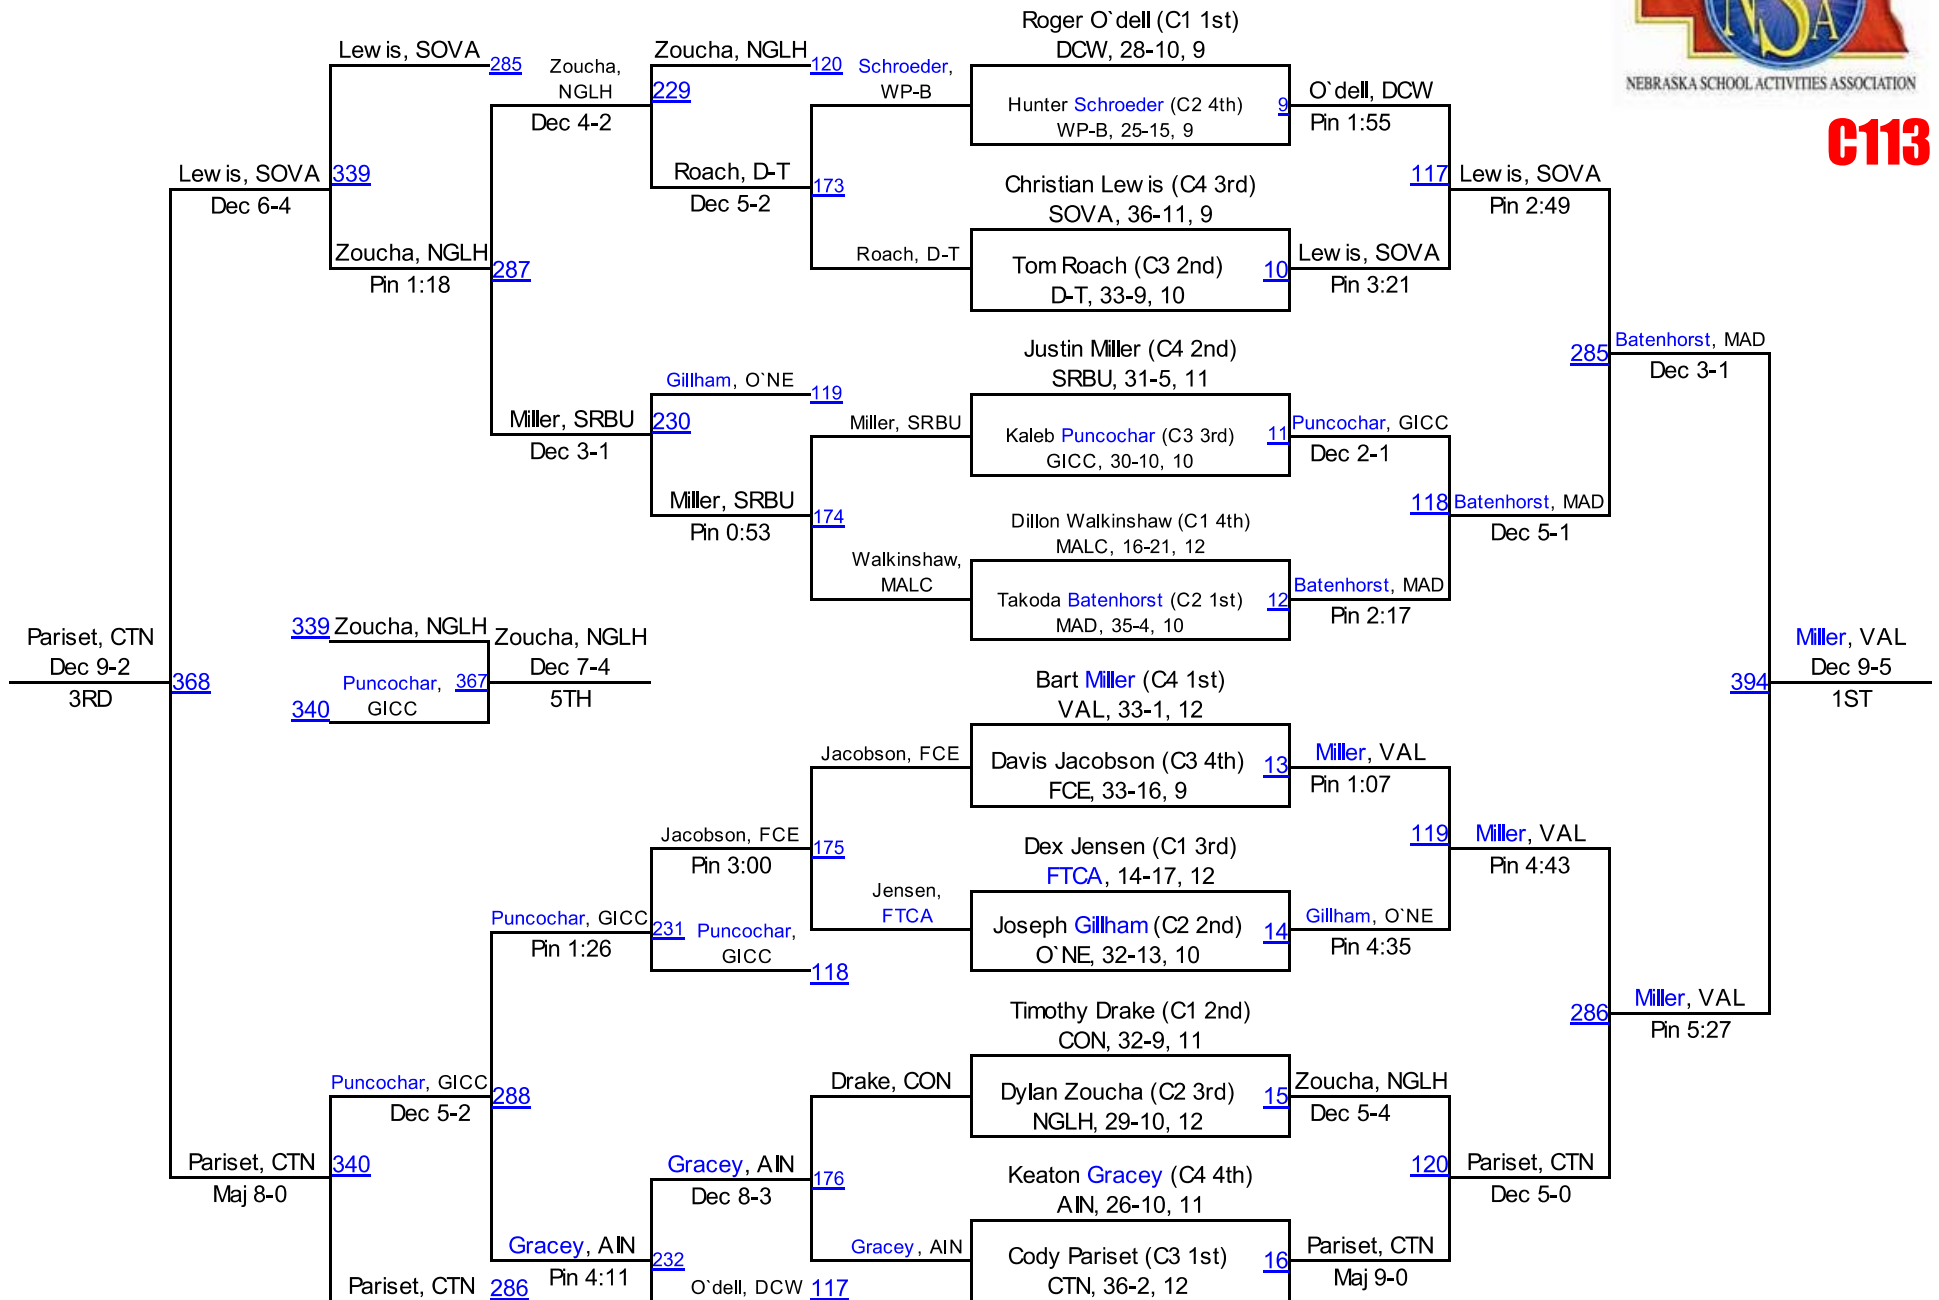 NSA
NEBRASKA SCHOOL ACTIVITIES ASSOCIATION
C113
Roger O`dell (C1 1st)
DCW, 28-10, 9
Hunter Schroeder (C2 4th)
WP-B, 25-15, 9
9
O`dell, DCW
Pin 1:55
Christian Lewis (C4 3rd)
SOVA, 36-11, 9
Tom Roach (C3 2nd)
D-T, 33-9, 10
10
Lewis, SOVA
Pin 3:21
117
Lewis, SOVA
Pin 2:49
Justin Miller (C4 2nd)
SRBU, 31-5, 11
Kaleb Puncochar (C3 3rd)
GICC, 30-10, 10
11
Puncochar, GICC
Dec 2-1
Dillon Walkinshaw (C1 4th)
MALC, 16-21, 12
Takoda Batenhorst (C2 1st)
MAD, 35-4, 10
12
Batenhorst, MAD
Pin 2:17
118
Batenhorst, MAD
Dec 5-1
285
Batenhorst, MAD
Dec 3-1
Bart Miller (C4 1st)
VAL, 33-1, 12
Davis Jacobson (C3 4th)
FCE, 33-16, 9
13
Miller, VAL
Pin 1:07
Dex Jensen (C1 3rd)
FTCA, 14-17, 12
Joseph Gillham (C2 2nd)
O`NE, 32-13, 10
14
Gillham, O`NE
Pin 4:35
119
Miller, VAL
Pin 4:43
Timothy Drake (C1 2nd)
CON, 32-9, 11
Dylan Zoucha (C2 3rd)
NGLH, 29-10, 12
15
Zoucha, NGLH
Dec 5-4
Keaton Gracey (C4 4th)
AIN, 26-10, 11
Cody Pariset (C3 1st)
CTN, 36-2, 12
16
Pariset, CTN
Maj 9-0
120
Pariset, CTN
Dec 5-0
286
Miller, VAL
Pin 5:27
394
Miller, VAL
Dec 9-5
1ST
Schroeder,
WP-B
Roach, D-T
173
Roach, D-T
Dec 5-2
Zoucha, NGLH
120
229
Zoucha,
NGLH
Dec 4-2
Miller, SRBU
Walkinshaw,
MALC
174
Miller, SRBU
Pin 0:53
Gillham, O`NE
119
230
Miller, SRBU
Dec 3-1
287
Zoucha, NGLH
Pin 1:18
Lewis, SOVA
285
339
Lewis, SOVA
Dec 6-4
Jacobson, FCE
Jensen,
FTCA
175
Jacobson, FCE
Pin 3:00
Puncochar,
GICC
118
231
Puncochar, GICC
Pin 1:26
Drake, CON
Gracey, AIN
176
Gracey, AIN
Dec 8-3
O`dell, DCW
117
232
Gracey, AIN
Pin 4:11
288
Puncochar, GICC
Dec 5-2
Pariset, CTN
286
340
Pariset, CTN
Maj 8-0
368
Pariset, CTN
Dec 9-2
3RD
339
Zoucha, NGLH
340
Puncochar,
GICC
367
Zoucha, NGLH
Dec 7-4
5TH